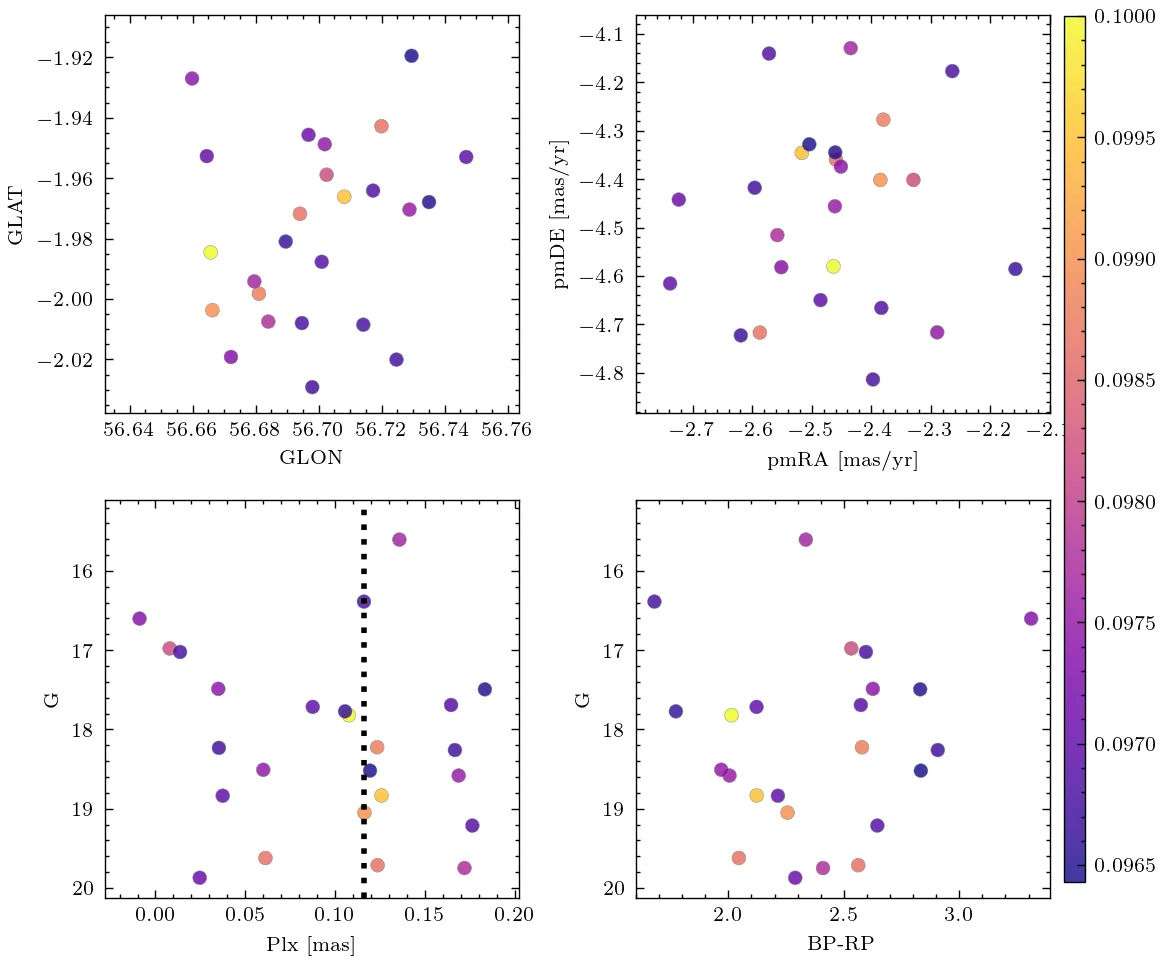 −1.92
−1.94
−1.96
−1.98
−2.00
−2.02
GLAT
56.64 56.66 56.68 56.70 56.72 56.74 56.76
GLON
−4.1
−4.2
−4.3
−4.4
−4.5
−4.6
−4.7
−4.8
pmDE [mas/yr]
−2.7 −2.6 −2.5 −2.4 −2.3 −2.2 −2.1
pmRA [mas/yr]
0.1000
0.0995
0.0990
0.0985
0.0980
0.0975
0.0970
0.0965
16
17
18
19
20
G
0.00 0.05 0.10 0.15 0.20
Plx [mas]
16
17
18
19
20
G
2.0 2.5 3.0
BP-RP